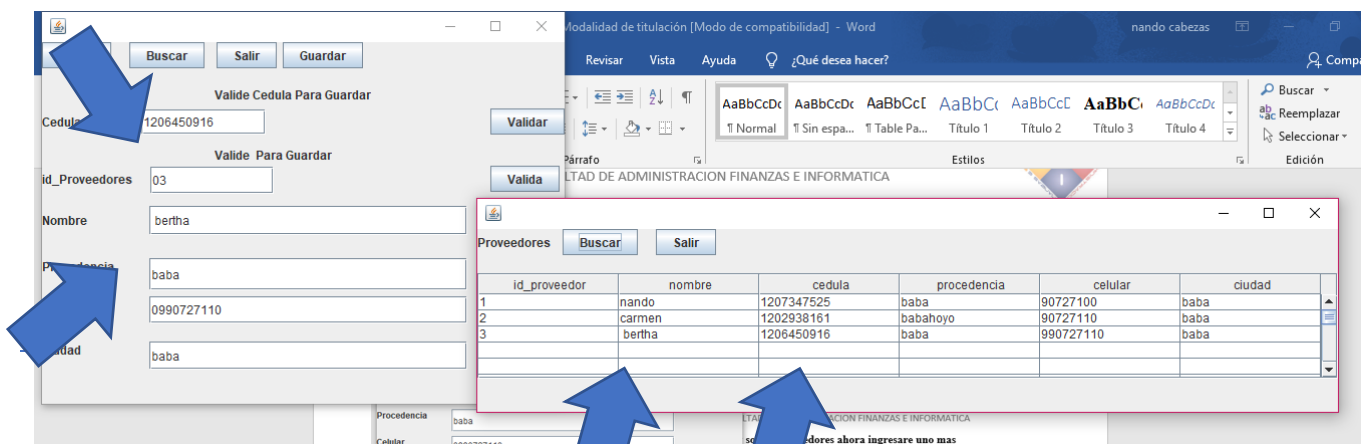 Modalidad de titulación [Modo de compatibilidad] - Word
nando cabezas
Revisar Vista Ayuda ¿Qué desea hacer?
Buscar Salir Guardar
Valide Cedula Para Guardar
Cedula 1206450916 Validar
Valide Para Guardar
id_Proveedores 03 Valida
Nombre bertha
baba
0990727110
baba
AaBbCcDc AaBbCcDc AaBbCcE AaBbCc AaBbCcE AaBbC AaBbCcDc
¶ Normal ¶ Sin espa... ¶ Table Pa... Título 1 Título 2 Título 3 Título 4
Párrafo Estilos
Buscar
Reemplazar
Seleccionar
Edición
LTAD DE ADMINISTRACION FINANZAS E INFORMATICA
Proveedores Buscar Salir
id_proveedor nombre cedula procedencia celular ciudad
1 nando 1207347525 baba 90727100 baba
2 carmen 1202938161 babahoyo 90727110 baba
3 bertha 1206450916 baba 990727110 baba
Procedencia baba
Celular
ACION FINANZAS E INFORMATICA
edores ahora ingresare uno mas